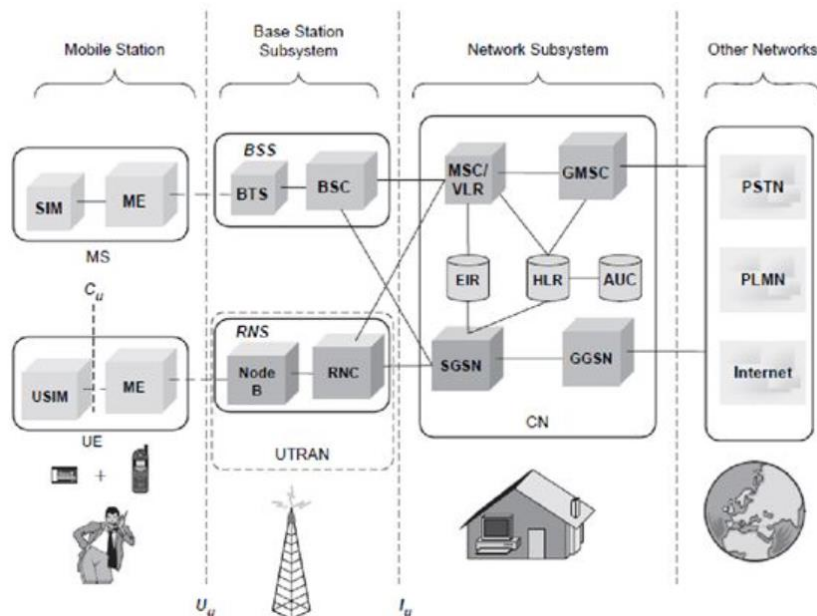 Mobile Station
Base Station
Subsystem
Network Subsystem
Other Networks
BSS
SIM
ME
BTS
BSC
MSC/
VLR
GMSC
PSTN
MS
EIR
HLR
AUC
PLMN
Cu
RNS
USIM
ME
Node
B
RNC
SGSN
GGSN
Internet
UE
UTRAN
CN
+
Uu
Iu